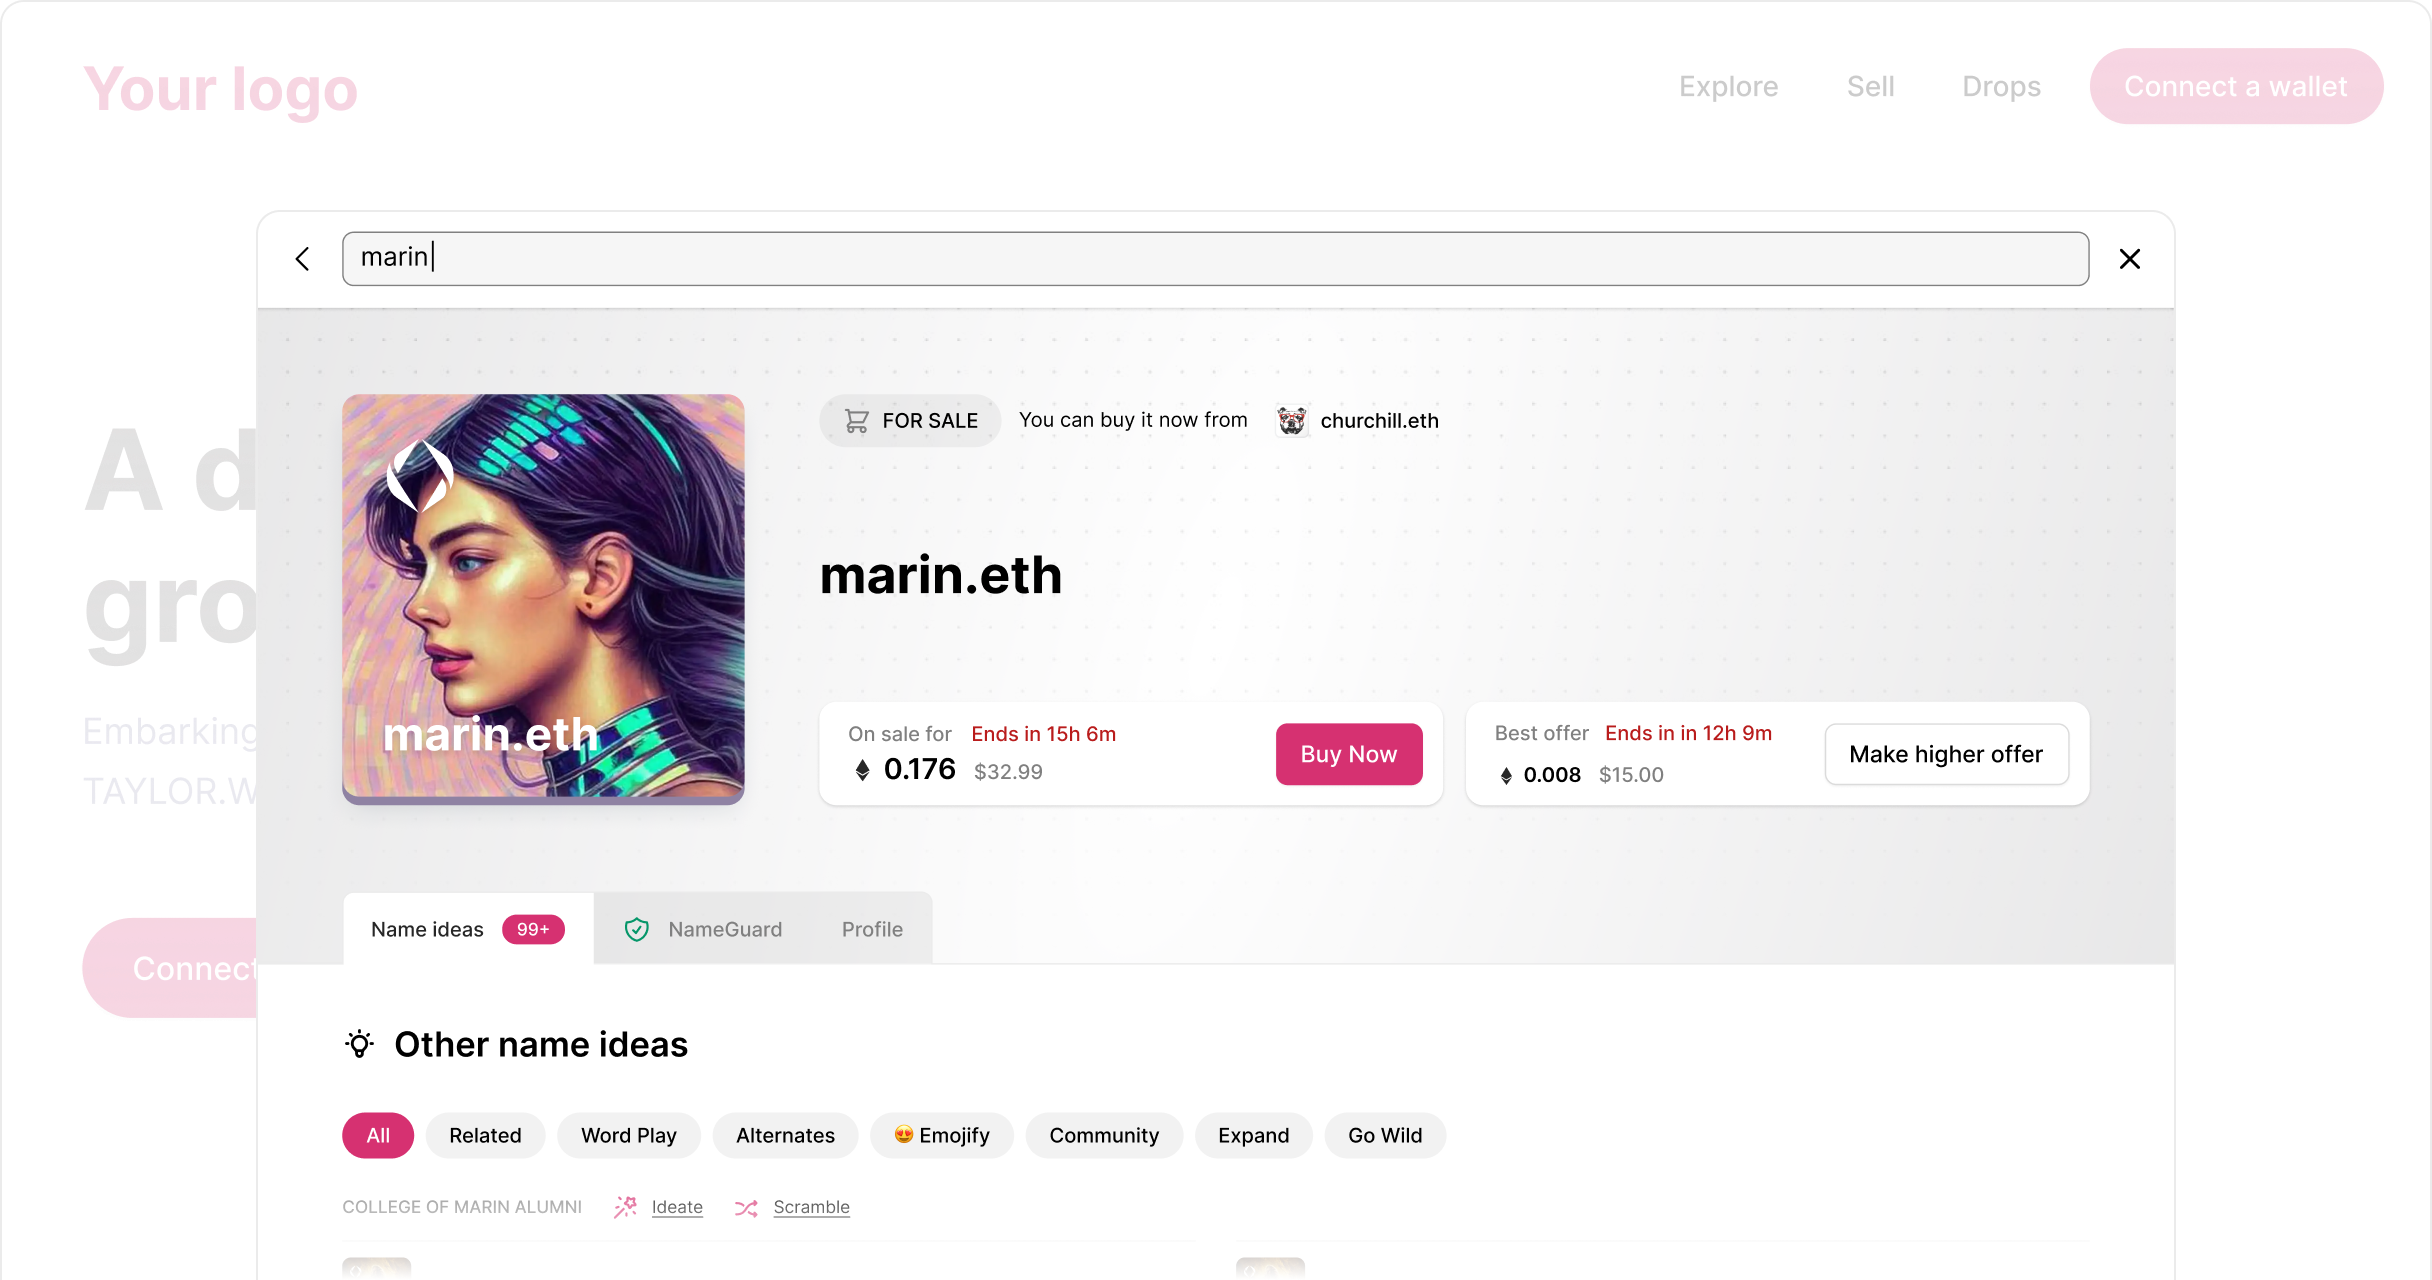 Your logo
Explore
Sell
Drops
Connect a wallet
marin
A d
gro
Embarking
TAYLOR.W
Connect
marin.eth
FOR SALE
You can buy it now from
churchill.eth
marin.eth
On sale for
Ends in 15h 6m
0.176
$32.99
Buy Now
Best offer
Ends in in 12h 9m
0.008
$15.00
Make higher offer
Name ideas
99+
NameGuard
Profile
Other name ideas
All
Related
Word Play
Alternates
😍 Emojify
Community
Expand
Go Wild
COLLEGE OF MARIN ALUMNI
Ideate
Scramble